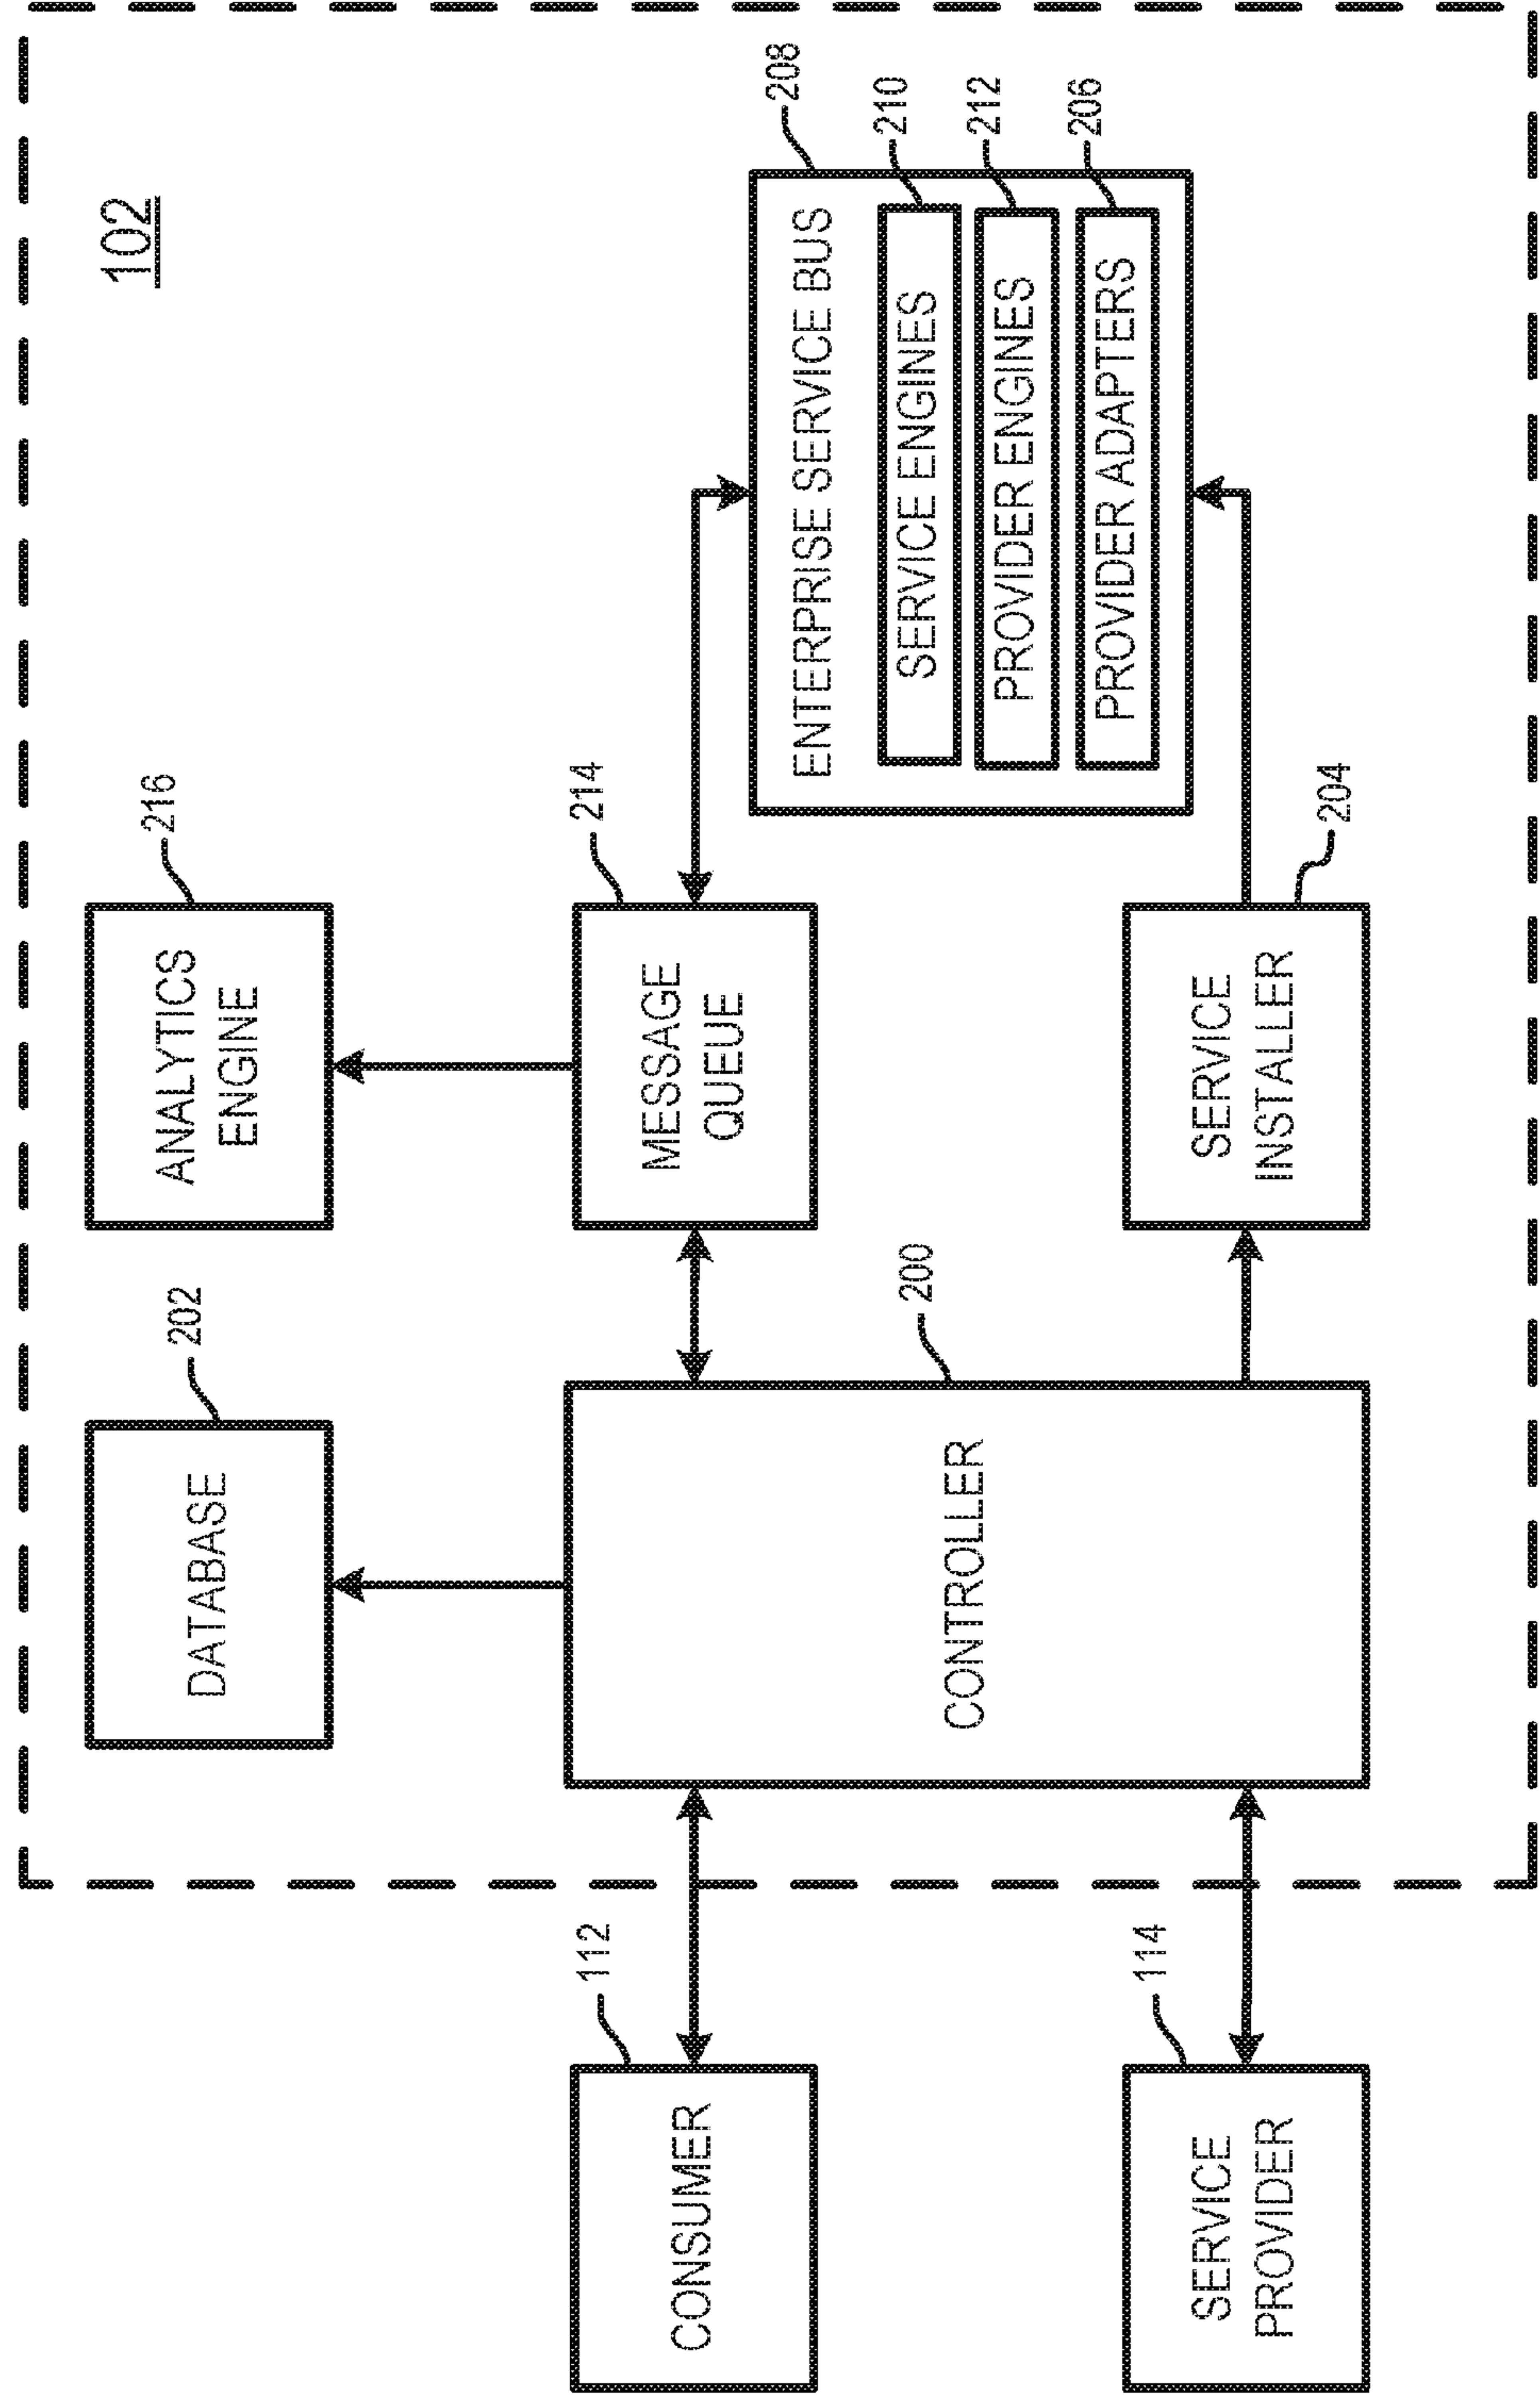 102
DATABASE
202
ANALYTICS
ENGINE
216
CONSUMER
112
CONTROLLER
200
MESSAGE
QUEUE
214
ENTERPRISE SERVICE BUS
208
SERVICE ENGINES
210
PROVIDER ENGINES
212
PROVIDER ADAPTERS
206
SERVICE
PROVIDER
114
SERVICE
INSTALLER
204